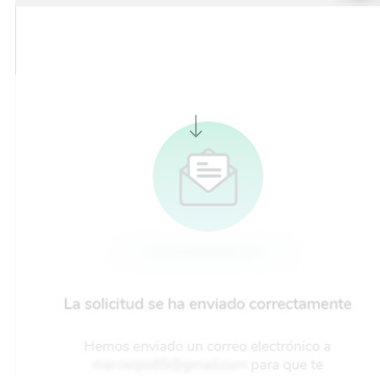 La solicitud se ha enviado correctamente
Hemos enviado un correo electrónico a
para que te